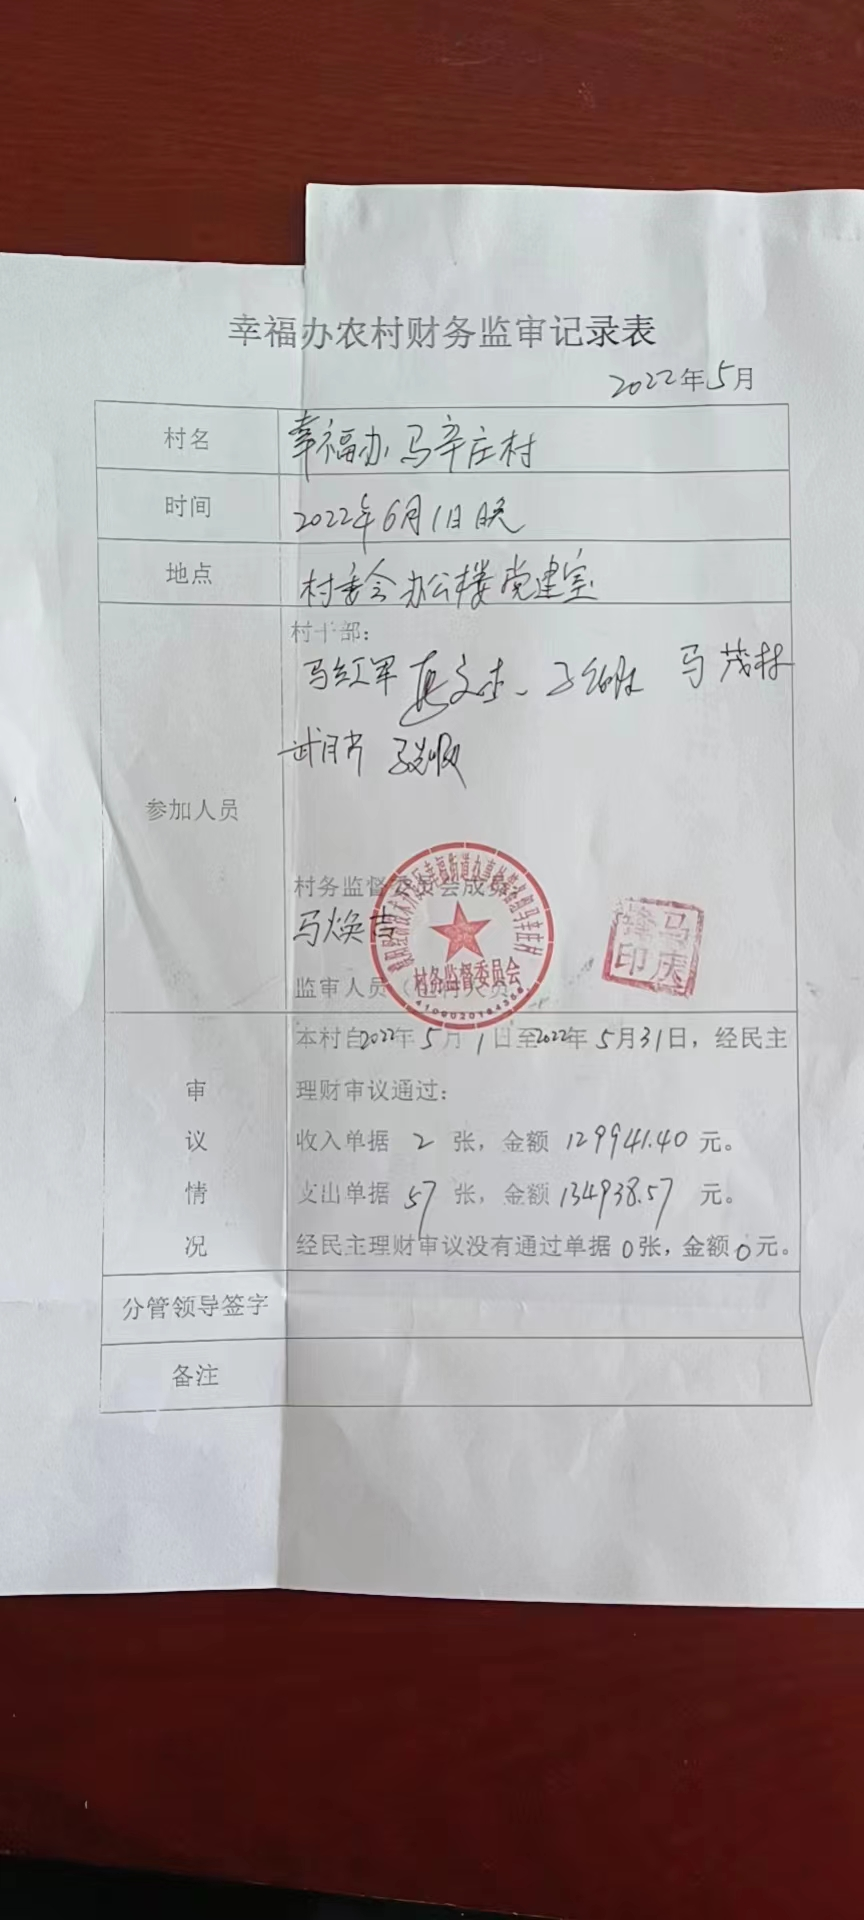 幸福办农村财务监审记录表
2022年5月
村名 幸福办马辛庄村
时间 2022年6月1日晚
地点 村委会办公楼党建室
村干部：
马红军 马茂林
参加人员
村务监督委员会成员
马焕吉
村务监督委员会
马庆
印
监审人员
本村自2022年5月1日至2022年5月31日，经民主
审 理财审议通过：
议 收入单据 2 张，金额 129941.40 元。
情 支出单据 57 张，金额 134938.57 元。
况 经民主理财审议没有通过单据0张，金额0元。
分管领导签字
备注